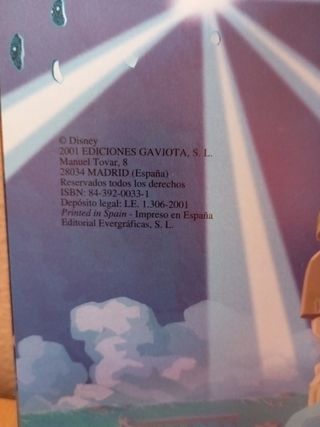 © Disney
2001 EDICIONES GAVIOTA, S. L.
Manuel Tovar, 8
28034 MADRID (España)
Reservados todos los derechos
ISBN: 84-392-0033-1
Depósito legal: LE. 1.306-2001
Printed in Spain - Impreso en España
Editorial Evergráficas, S. L.